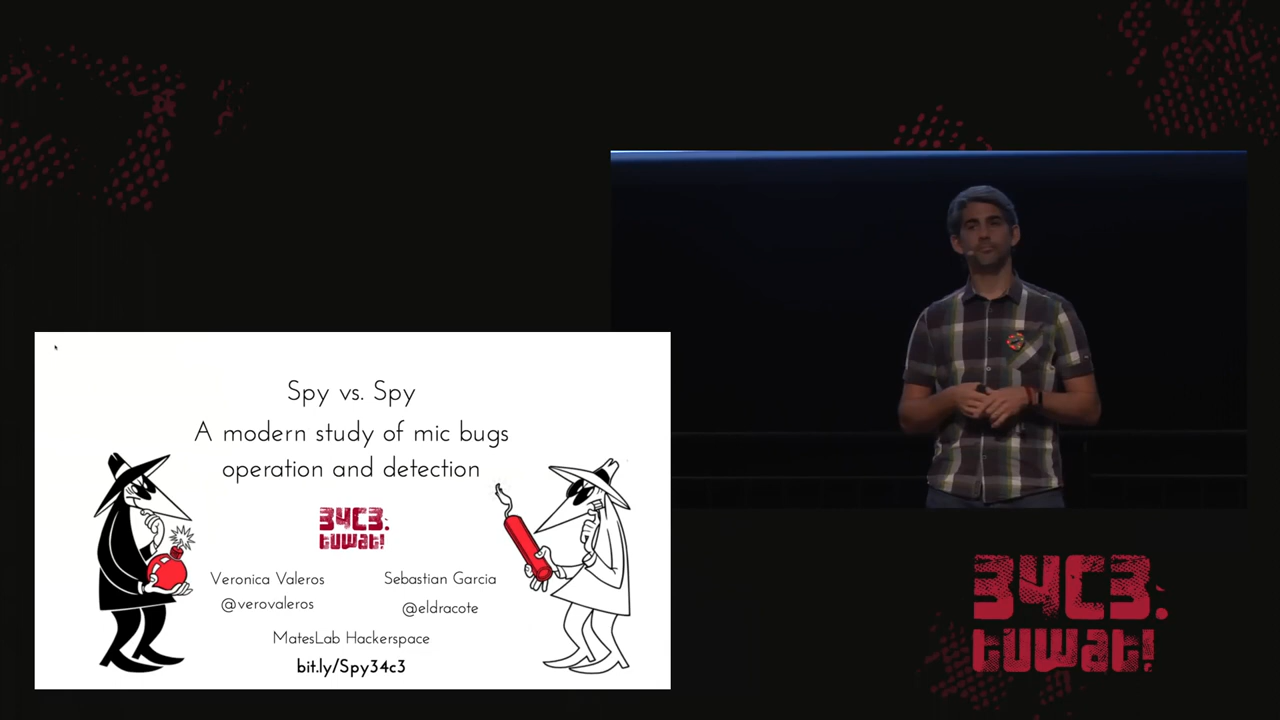 Spy vs. Spy
A modern study of mic bugs
operation and detection
34C3:
tuwat!
Veronica Valeros
Sebastian Garcia
@verovaleros
@eldracote
MatesLab Hackerspace
bit.ly/Spy34c3
34C3:
tuwat!